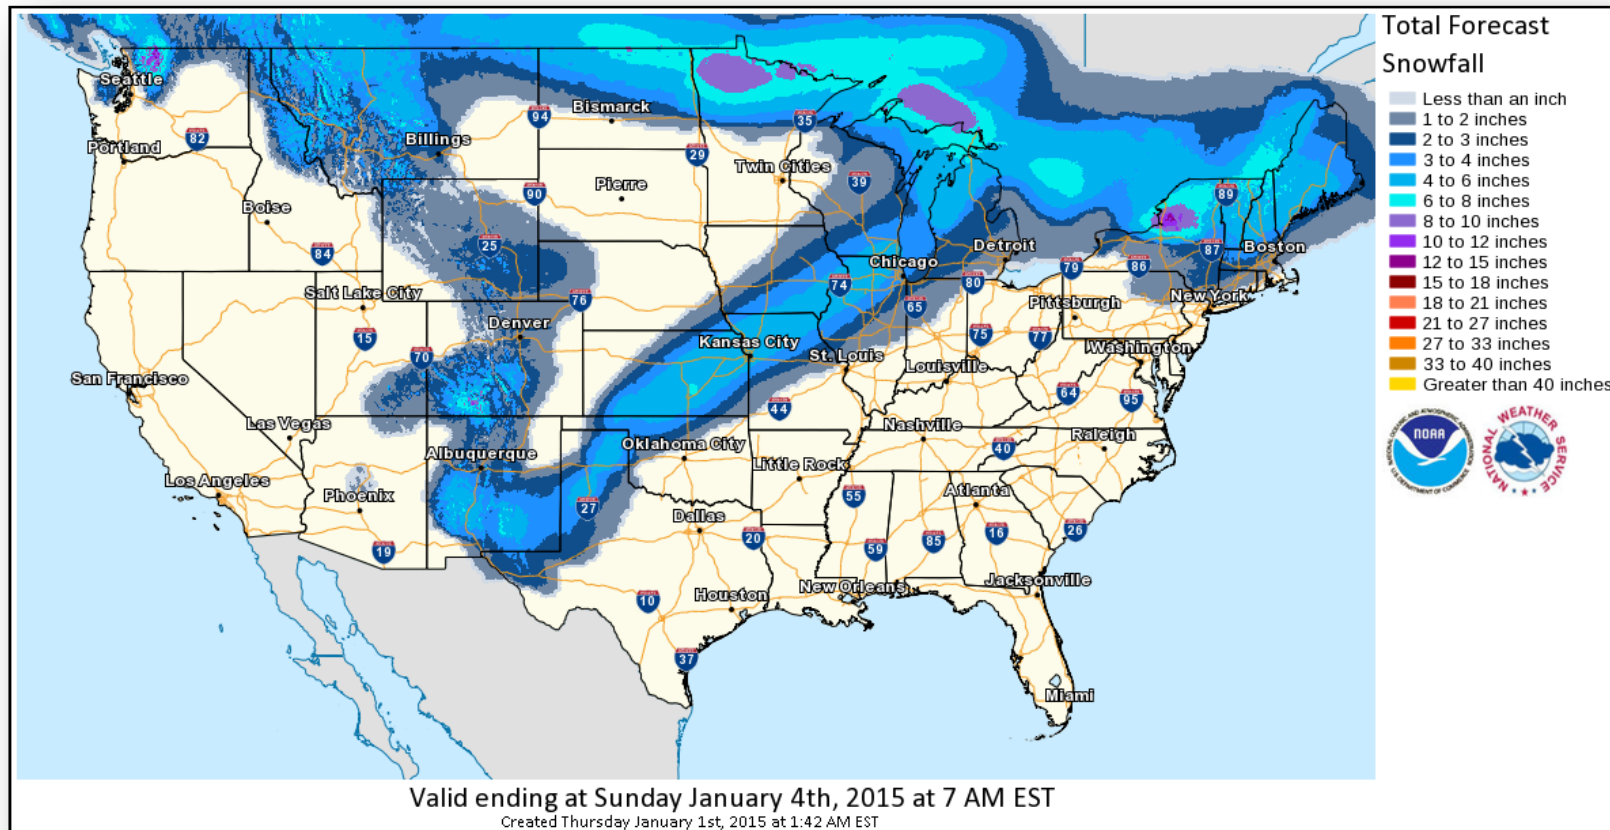 Total Forecast
Snowfall
Less than an inch
1 to 2 inches
2 to 3 inches
3 to 4 inches
4 to 6 inches
6 to 8 inches
8 to 10 inches
10 to 12 inches
12 to 15 inches
15 to 18 inches
18 to 21 inches
21 to 27 inches
27 to 33 inches
33 to 40 inches
Greater than 40 inches
NOAA
NATIONAL WEATHER SERVICE
Seattle
Portland
82
Billings
94
Bismarck
35
29
Twin Cities
39
90
Pierre
Boise
25
84
89
Boston
87
86
79
Detroit
Chicago
80
74
65
Salt Lake City
76
Denver
15
70
Kansas City
St. Louis
75
77
Pittsburgh
New York
Washington
Louisville
64
95
San Francisco
Las Vegas
44
Nashville
40
Raleigh
Albuquerque
Oklahoma City
Little Rock
Los Angeles
Phoenix
27
55
Atlanta
Dallas
20
59
85
16
26
19
10
Houston
New Orleans
Jacksonville
37
Miami
Valid ending at Sunday January 4th, 2015 at 7 AM EST
Created Thursday January 1st, 2015 at 1:42 AM EST